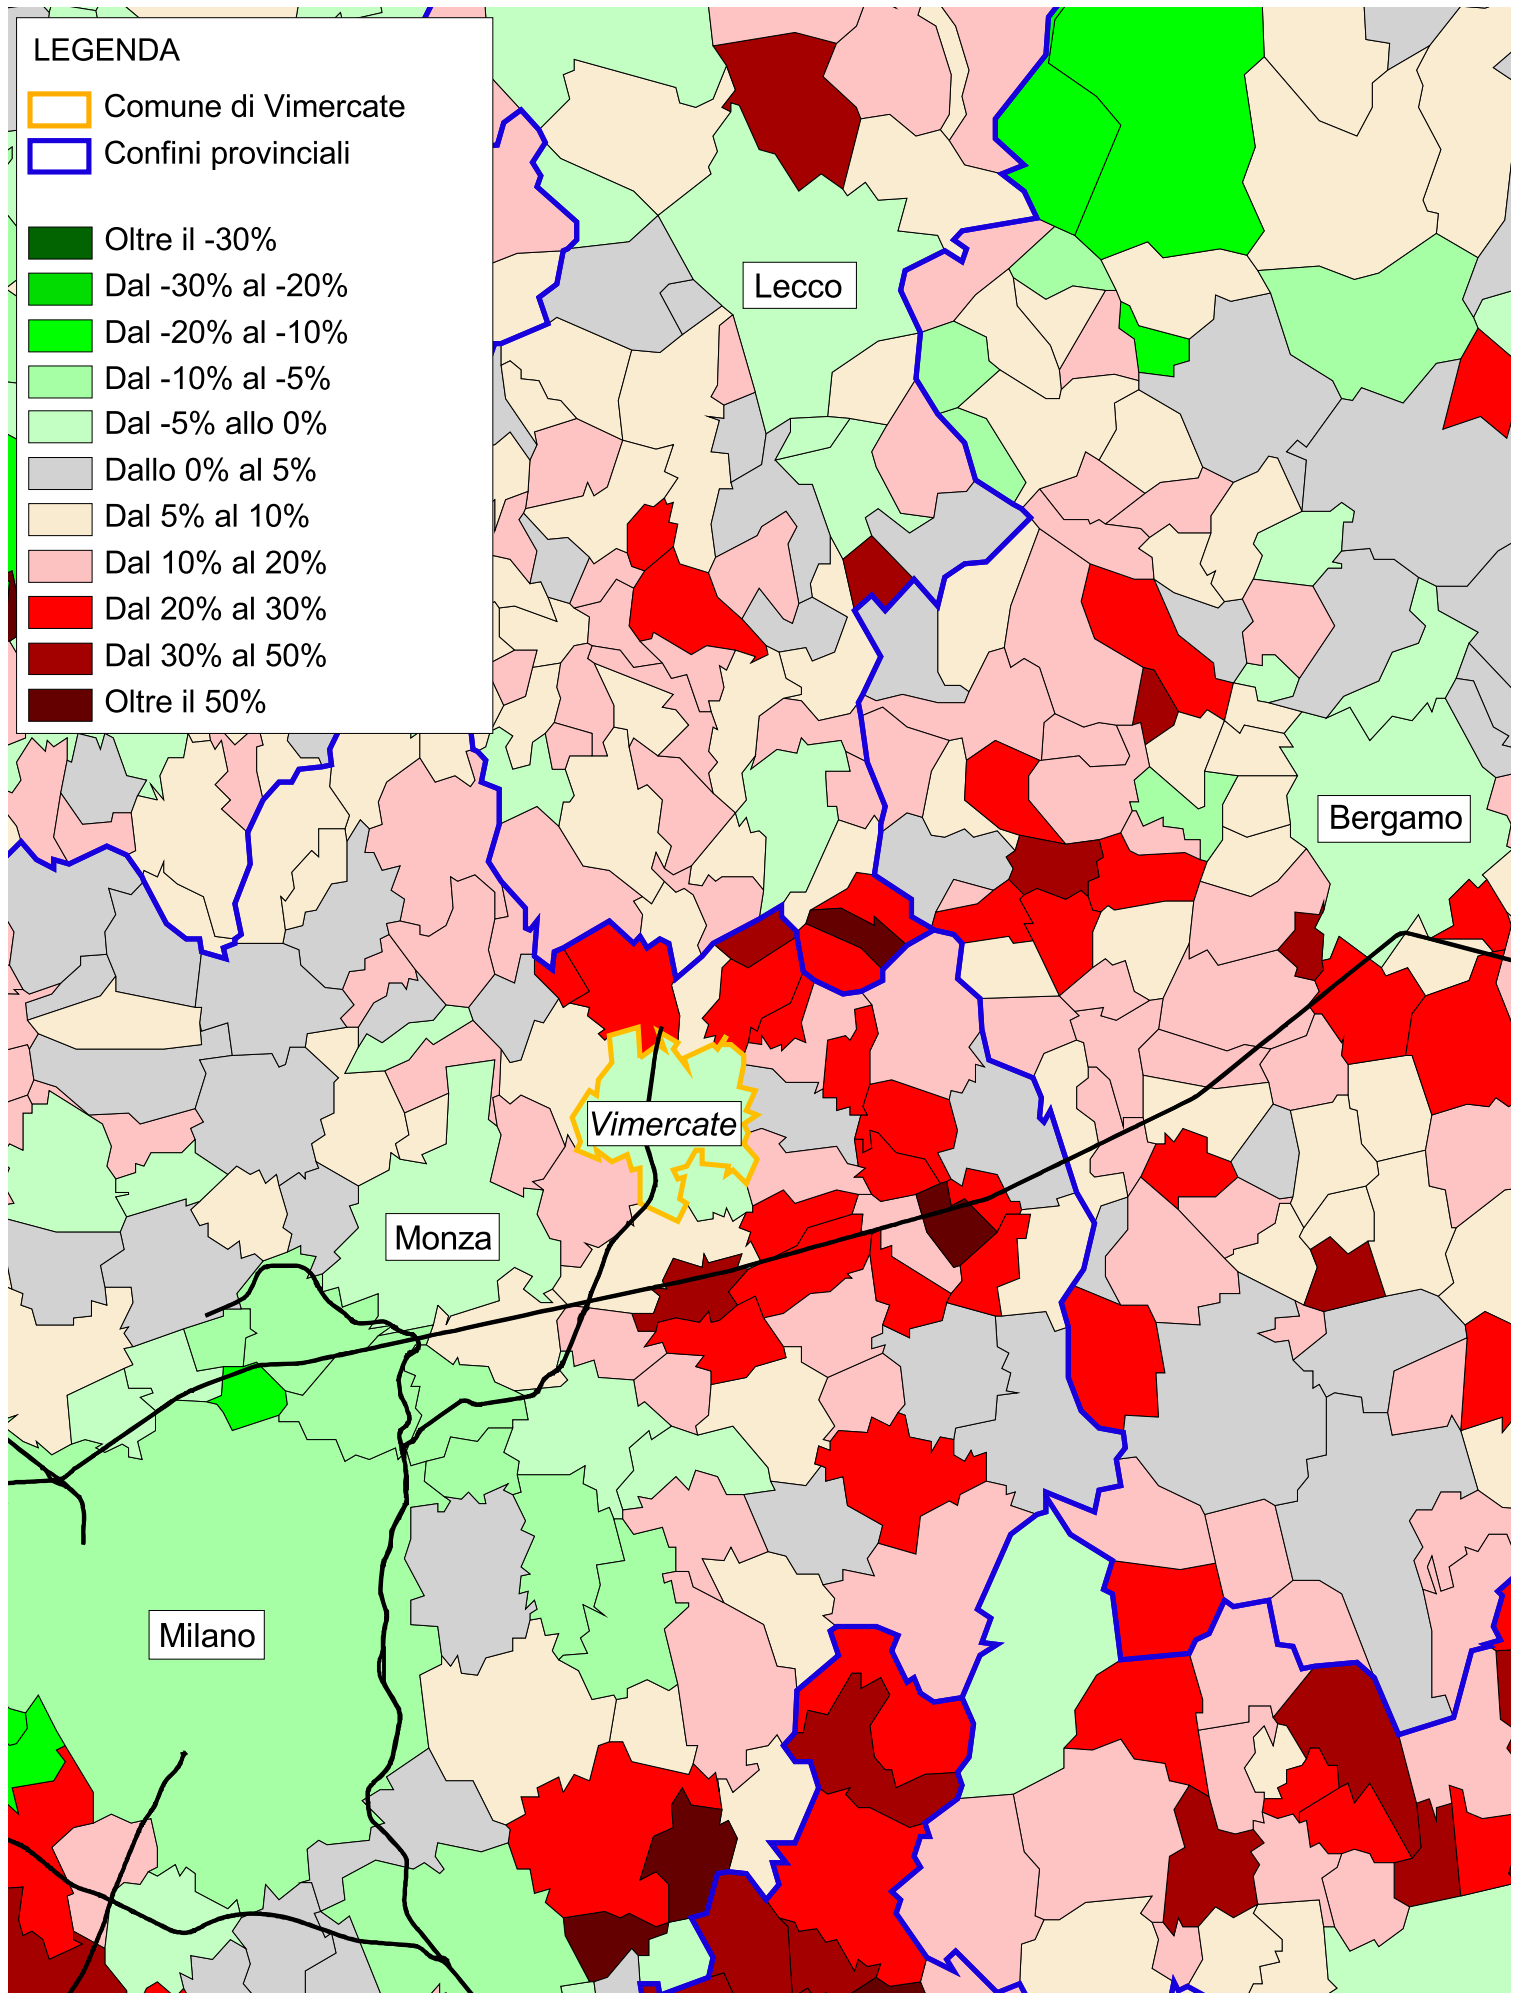 LEGENDA
Comune di Vimercate
Confini provinciali
Oltre il -30%
Dal -30% al -20%
Dal -20% al -10%
Dal -10% al -5%
Dal -5% allo 0%
Dallo 0% al 5%
Dal 5% al 10%
Dal 10% al 20%
Dal 20% al 30%
Dal 30% al 50%
Oltre il 50%
Lecco
Bergamo
Vimercate
Monza
Milano